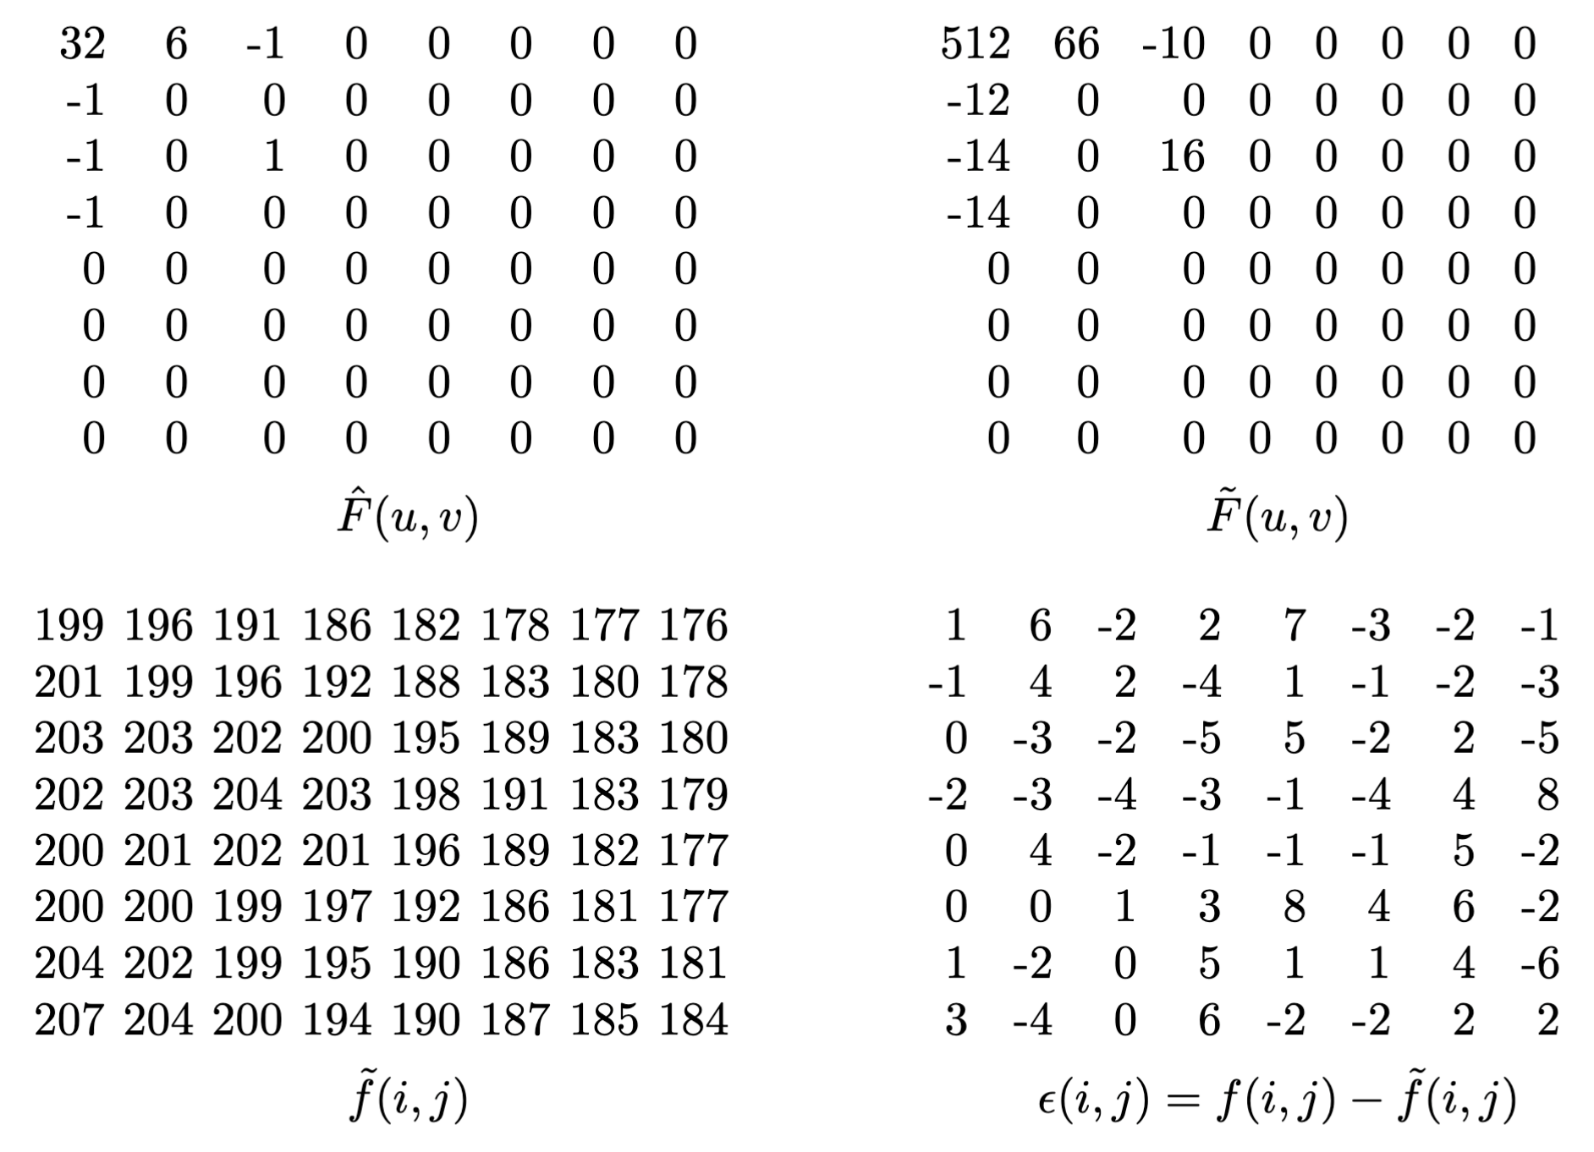 32 6 -1 0 0 0 0 0
-1 0 0 0 0 0 0 0
-1 0 1 0 0 0 0 0
-1 0 0 0 0 0 0 0
0 0 0 0 0 0 0 0
0 0 0 0 0 0 0 0
0 0 0 0 0 0 0 0
0 0 0 0 0 0 0 0
F̂(u, v)
512 66 -10 0 0 0 0 0
-12 0 0 0 0 0 0 0
-14 0 16 0 0 0 0 0
-14 0 0 0 0 0 0 0
0 0 0 0 0 0 0 0
0 0 0 0 0 0 0 0
0 0 0 0 0 0 0 0
0 0 0 0 0 0 0 0
F̃(u, v)
199 196 191 186 182 178 177 176
201 199 196 192 188 183 180 178
203 203 202 200 195 189 183 180
202 203 204 203 198 191 183 179
200 201 202 201 196 189 182 177
200 200 199 197 192 186 181 177
204 202 199 195 190 186 183 181
207 204 200 194 190 187 185 184
f̃(i, j)
1 6 -2 2 7 -3 -2 -1
-1 4 2 -4 1 -1 -2 -3
0 -3 -2 -5 5 -2 2 -5
-2 -3 -4 -3 -1 -4 4 8
0 4 -2 -1 -1 -1 5 -2
0 0 1 3 8 4 6 -2
1 -2 0 5 1 1 4 -6
3 -4 0 6 -2 -2 2 2
ϵ(i, j) = f(i, j) − f̃(i, j)